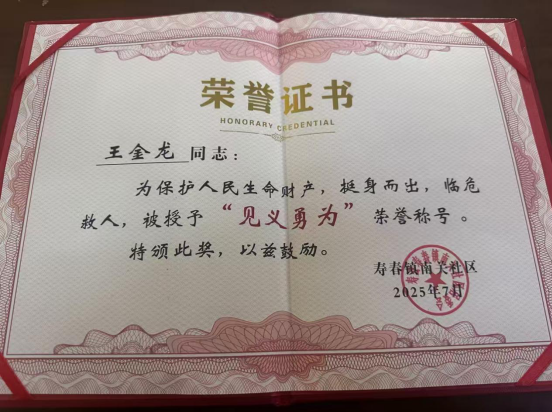 荣誉证书
HONORARY CREDENTIAL
王金龙 同志：
为保护人民生命财产，挺身而出，临危
救人，被授予“见义勇为”荣誉称号。
特颁此奖，以兹鼓励。
寿春镇南关社区
2025年7月